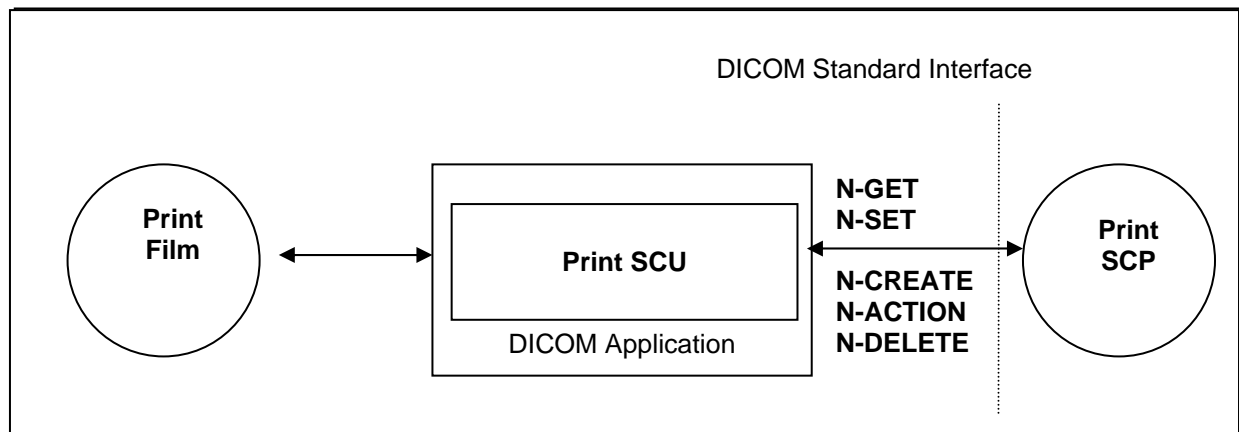 DICOM Standard Interface
Print
Film
Print SCU
DICOM Application
N-GET
N-SET
N-CREATE
N-ACTION
N-DELETE
Print
SCP